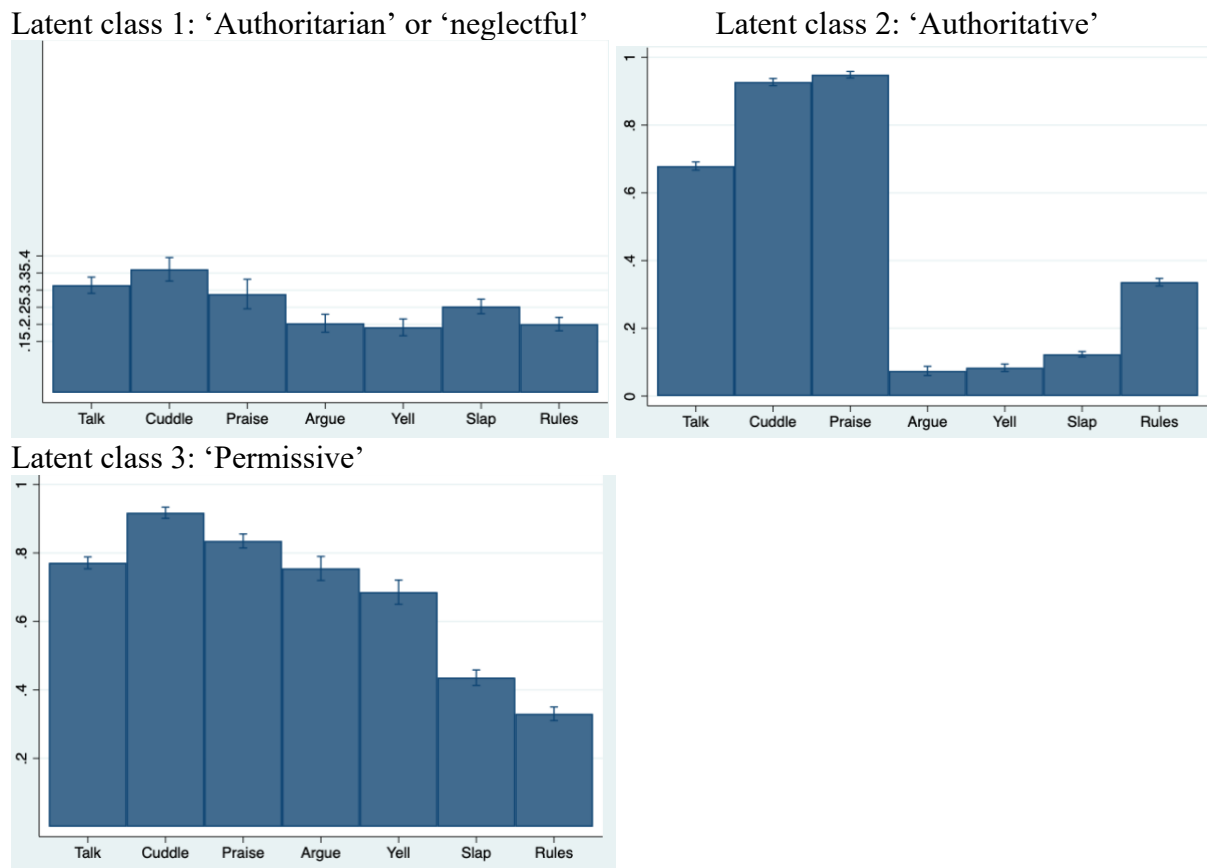 Latent class 1: ‘Authoritarian’ or ‘neglectful’
.15.2.25.3.35.4
Talk Cuddle Praise Argue Yell Slap Rules
Latent class 2: ‘Authoritative’
1
.8
.6
.4
.2
0
Talk Cuddle Praise Argue Yell Slap Rules
Latent class 3: ‘Permissive’
1
.8
.6
.4
.2
Talk Cuddle Praise Argue Yell Slap Rules